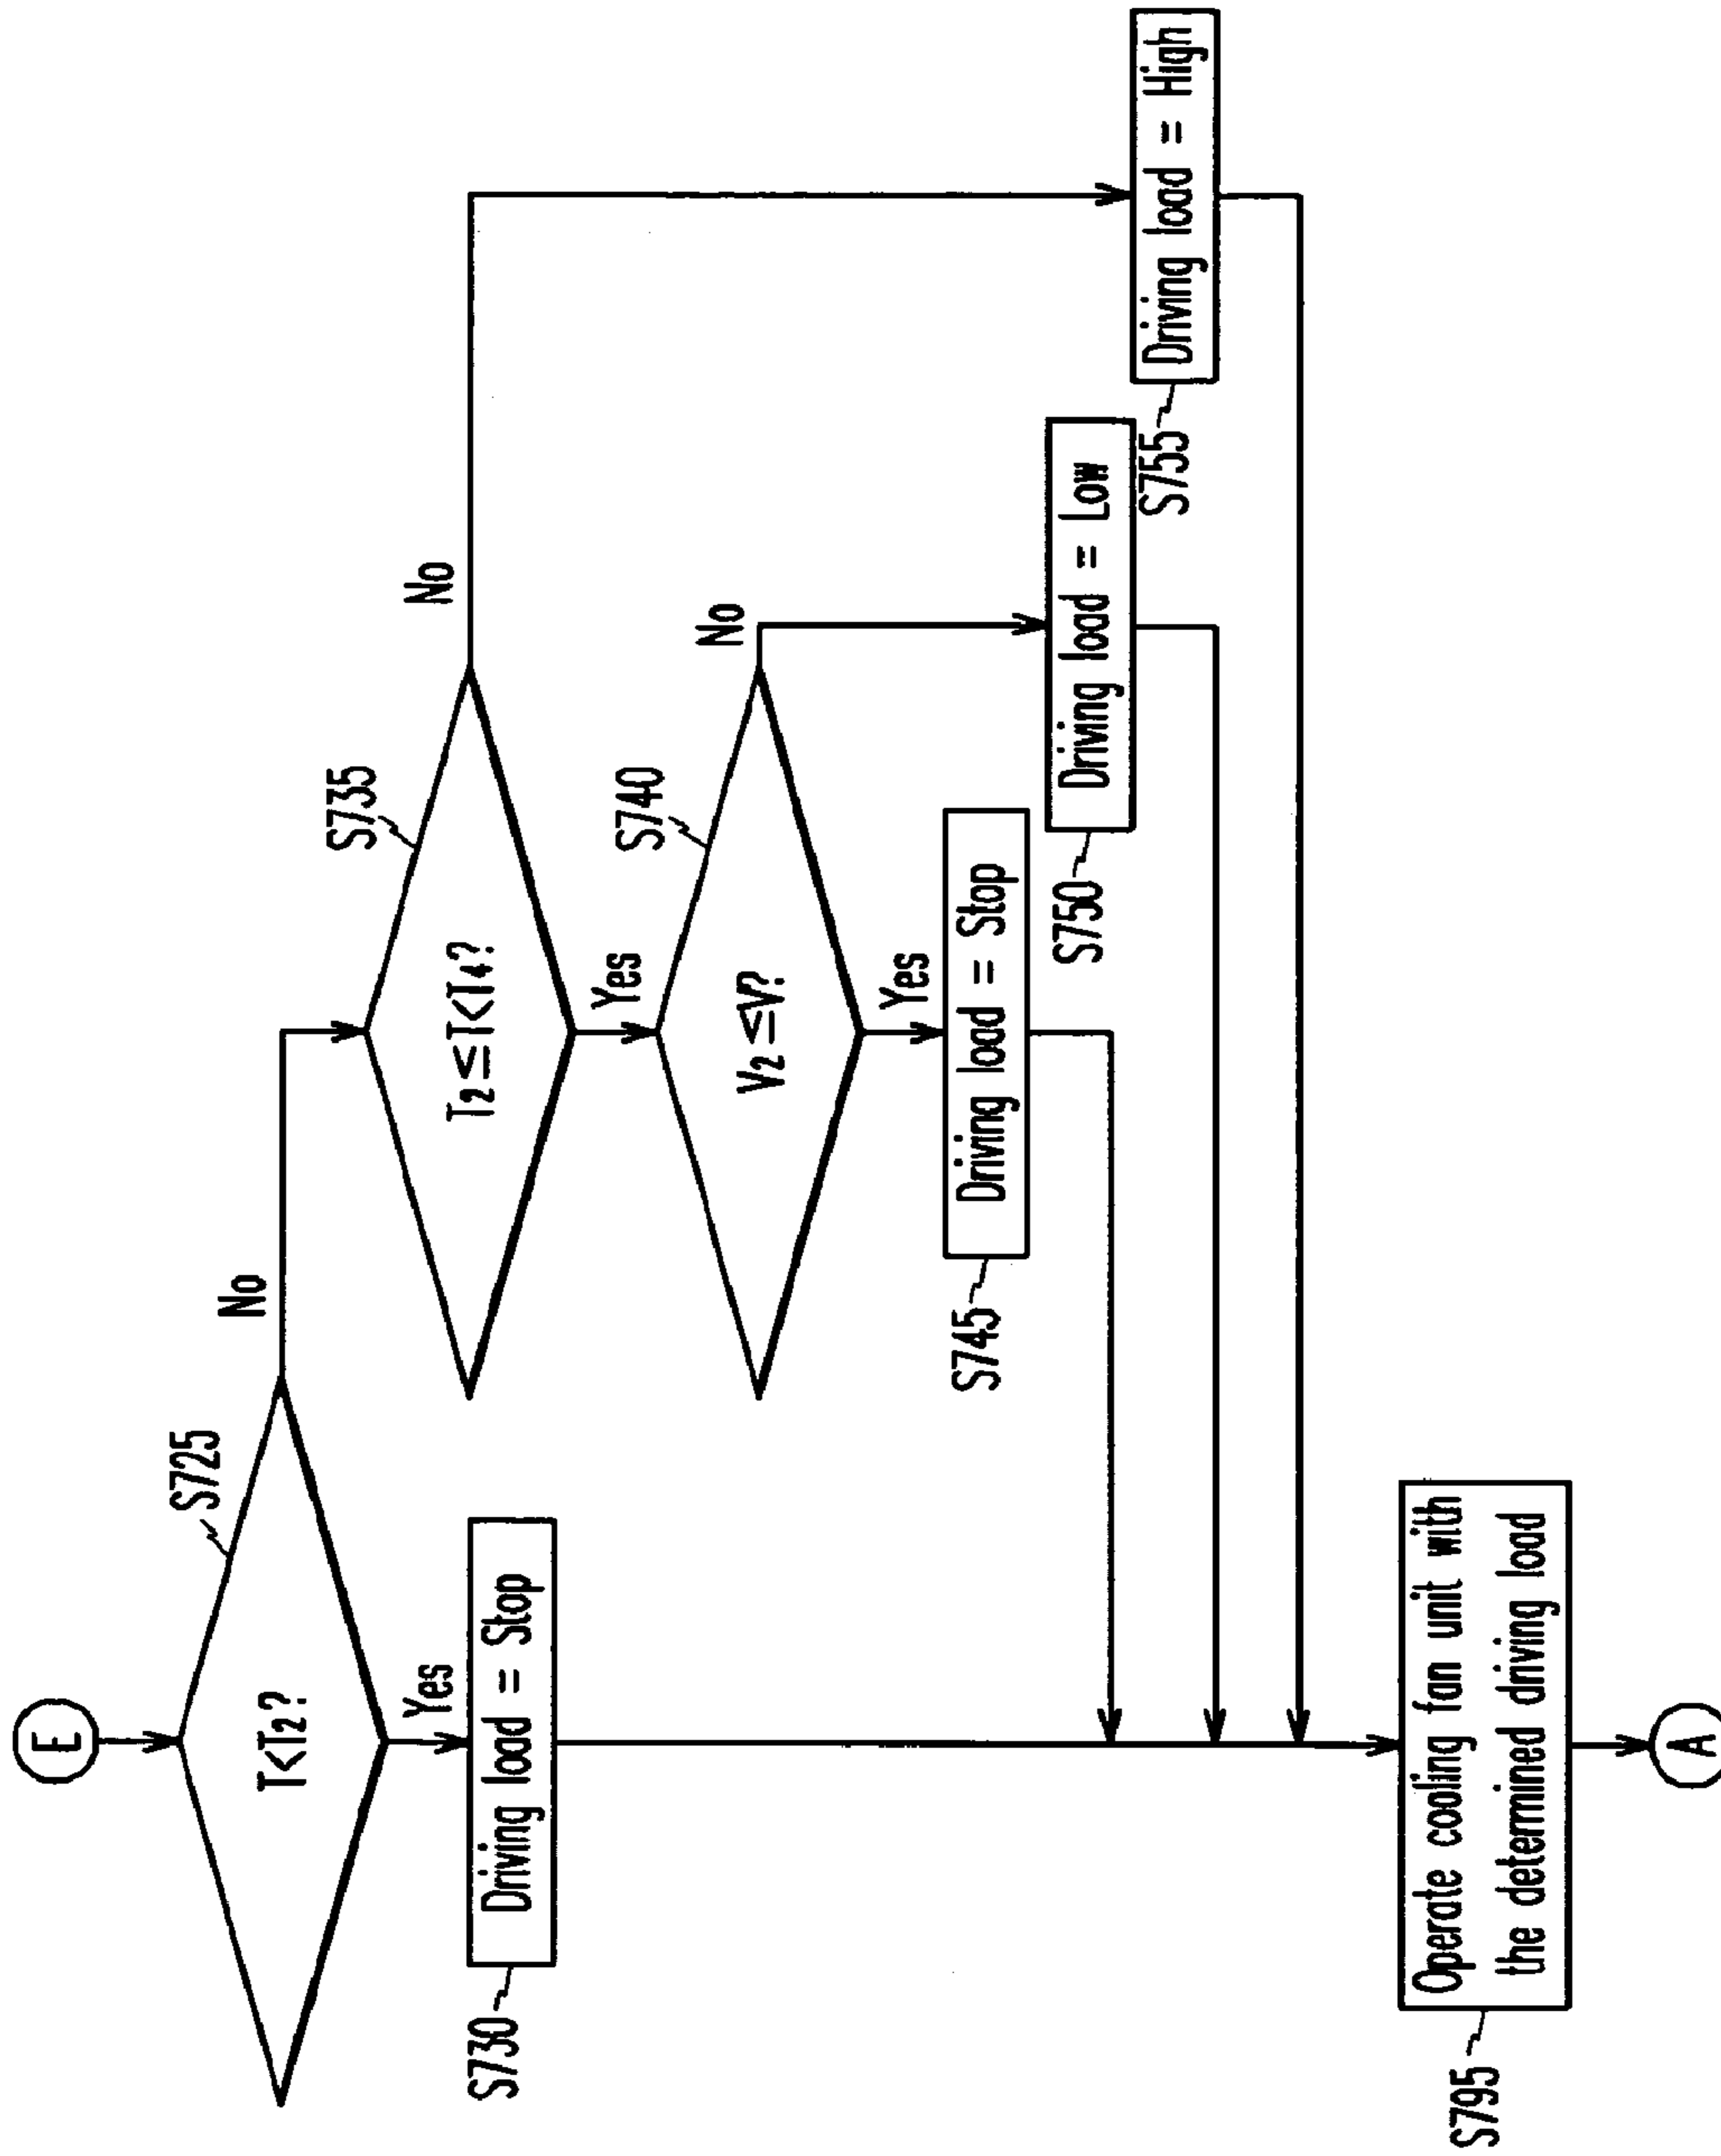 E
S725
T<T2?
No
Yes
S730
Driving load = Stop
S735
T2≤T<T4?
No
Yes
S740
V2≤V?
No
Yes
S745
Driving load = Stop
S750
Driving load = Low
S755
Driving load = High
S795
Operate cooling fan unit with
the determined driving load
A